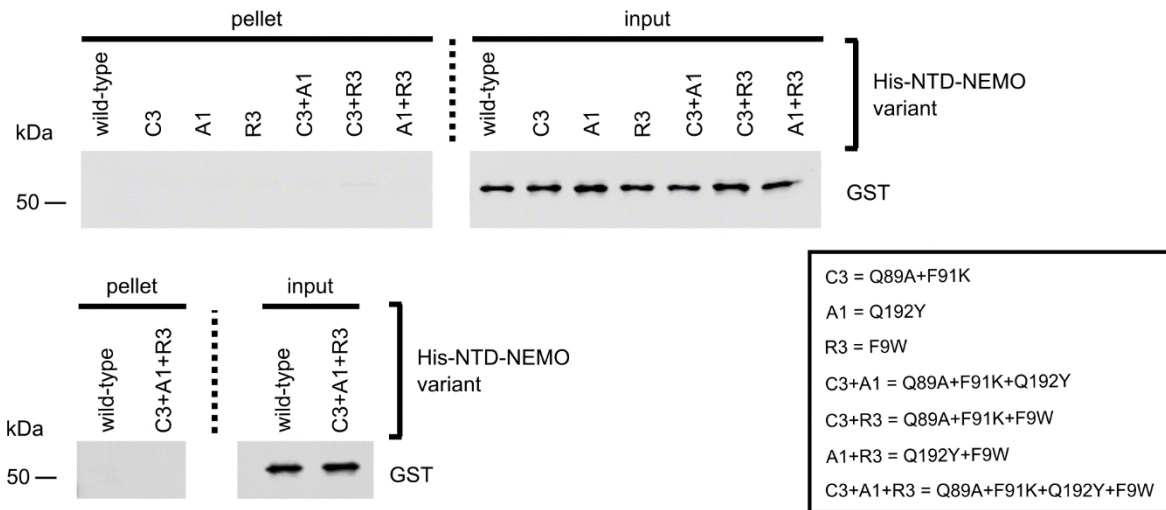 pellet input
wild-type C3 A1 R3 C3+A1 C3+R3 A1+R3 wild-type C3 A1 R3 C3+A1 C3+R3 A1+R3
His-NTD-NEMO
variant
kDa
50
GST
pellet input
wild-type C3+A1+R3 wild-type C3+A1+R3
His-NTD-NEMO
variant
kDa
50
GST
C3 = Q89A+F91K
A1 = Q192Y
R3 = F9W
C3+A1 = Q89A+F91K+Q192Y
C3+R3 = Q89A+F91K+F9W
A1+R3 = Q192Y+F9W
C3+A1+R3 = Q89A+F91K+Q192Y+F9W